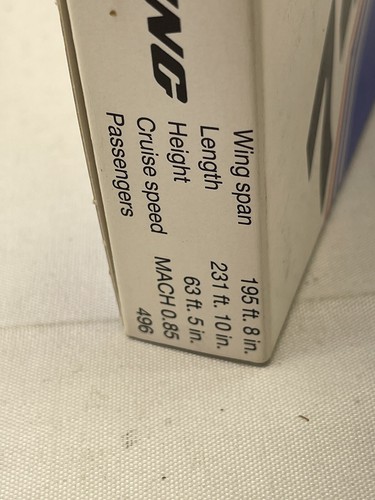 NG
Wing span 195 ft. 8 in.
Length 231 ft. 10 in.
Height 63 ft. 5 in.
Cruise speed MACH 0.85
Passengers 496